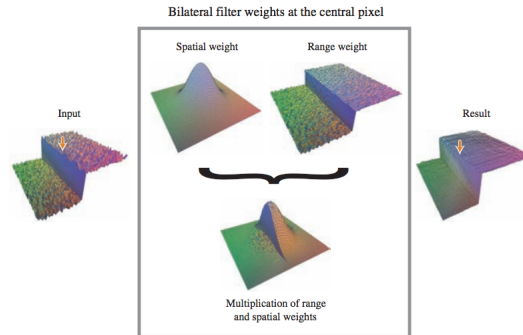 Bilateral filter weights at the central pixel
Spatial weight
Range weight
Input
Result
Multiplication of range
and spatial weights